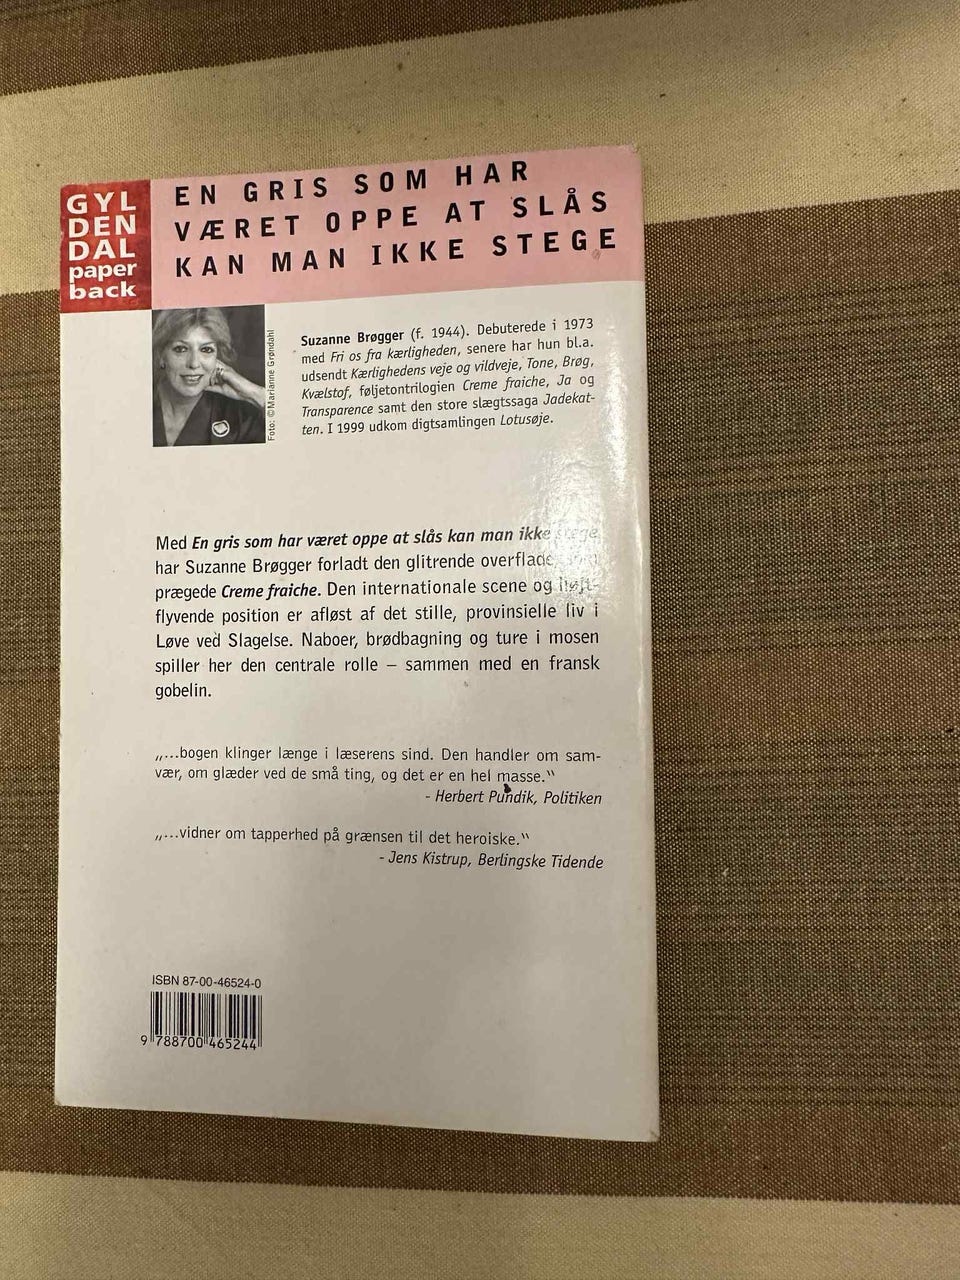 GYL
DEN
DAL
paper
back
EN GRIS SOM HAR
VÆRET OPPE AT SLÅS
KAN MAN IKKE STEGE
Foto: ©Marianne Grøndahl
Suzanne Brøgger (f. 1944). Debuterede i 1973
med Fri os fra kærligheden, senere har hun bl.a.
udsendt Kærlighedens veje og vildveje, Tone, Brøg,
Kvælstof, føljetontrilogien Creme fraiche, Ja og
Transparence samt den store slægtssaga Jadekat-
ten. I 1999 udkom digtsamlingen Lotusøje.
Med En gris som har været oppe at slås kan man ikke stege
har Suzanne Brøgger forladt den glitrende overflade, som
prægede Creme fraiche. Den internationale scene og højt-
flyvende position er afløst af det stille, provinsielle liv i
Løve ved Slagelse. Naboer, brødbagning og ture i mosen
spiller her den centrale rolle – sammen med en fransk
gobelin.
„...bogen klinger længe i læserens sind. Den handler om sam-
vær, om glæder ved de små ting, og det er en hel masse.“
- Herbert Pundik, Politiken
„...vidner om tapperhed på grænsen til det heroiske.“
- Jens Kistrup, Berlingske Tidende
ISBN 87-00-46524-0
9 788700 465244